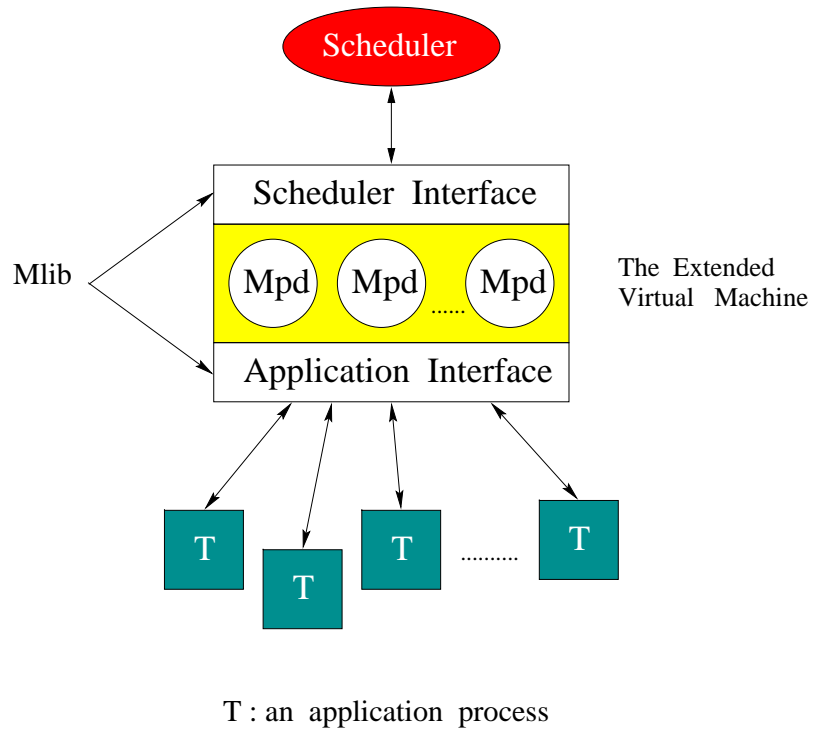 Scheduler
Scheduler Interface
Mlib
Mpd
Mpd
......
Mpd
The Extended
Virtual Machine
Application Interface
T
T
T
..........
T
T : an application process